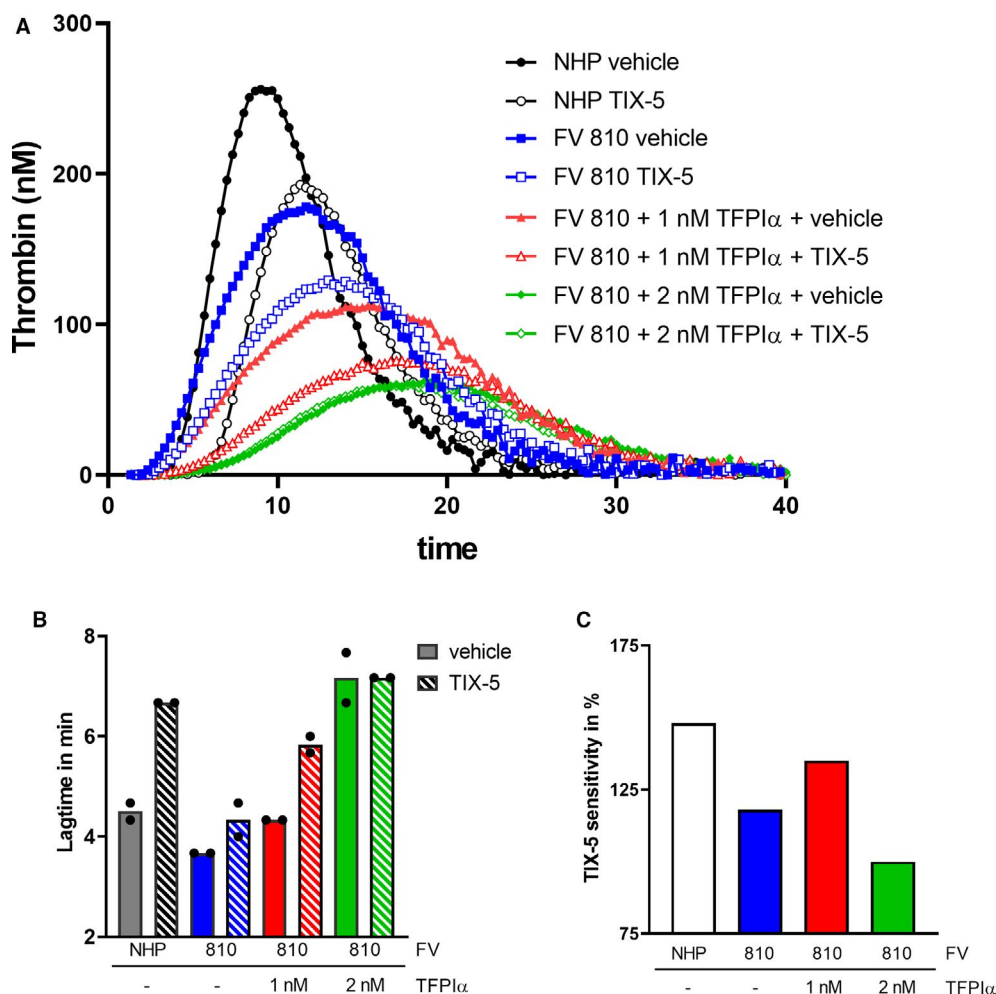 A
300
200
100
0
Thrombin (nM)
0 10 20 30 40
time
NHP vehicle
NHP TIX-5
FV 810 vehicle
FV 810 TIX-5
FV 810 + 1 nM TFPIα + vehicle
FV 810 + 1 nM TFPIα + TIX-5
FV 810 + 2 nM TFPIα + vehicle
FV 810 + 2 nM TFPIα + TIX-5
B
8
6
4
2
Lagtime in min
vehicle
TIX-5
NHP 810 810 810 FV
- - 1 nM 2 nM TFPIα
C
175
125
75
TIX-5 sensitivity in %
NHP 810 810 810 FV
- - 1 nM 2 nM TFPIα